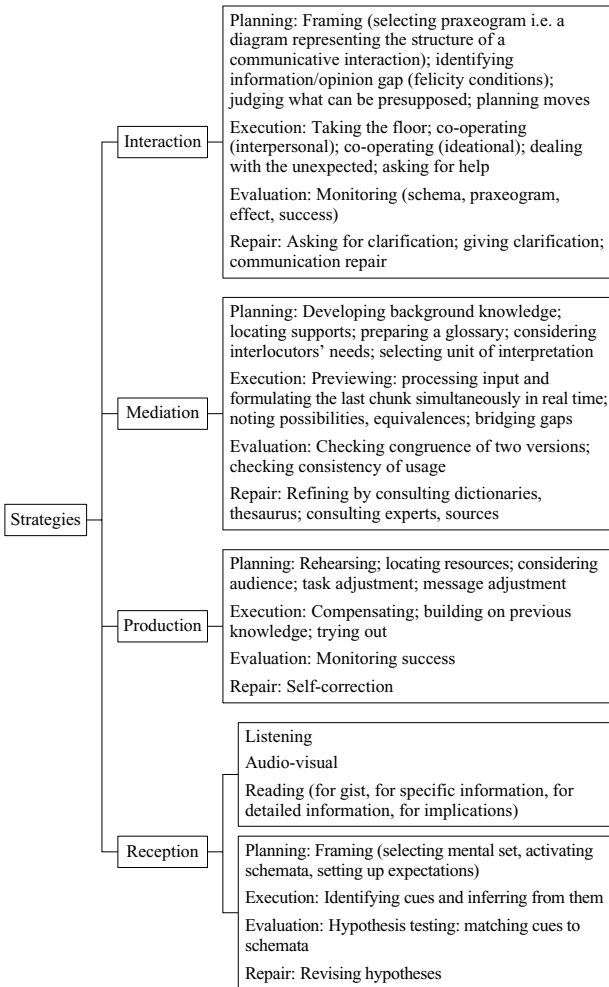 Strategies
Interaction
Planning: Framing (selecting praxeogram i.e. a
diagram representing the structure of a
communicative interaction); identifying
information/opinion gap (felicity conditions);
judging what can be presupposed; planning moves
Execution: Taking the floor; co-operating
(interpersonal); co-operating (ideational); dealing
with the unexpected; asking for help
Evaluation: Monitoring (schema, praxeogram,
effect, success)
Repair: Asking for clarification; giving clarification;
communication repair
Mediation
Planning: Developing background knowledge;
locating supports; preparing a glossary; considering
interlocutors’ needs; selecting unit of interpretation
Execution: Previewing: processing input and
formulating the last chunk simultaneously in real time;
noting possibilities, equivalences; bridging gaps
Evaluation: Checking congruence of two versions;
checking consistency of usage
Repair: Refining by consulting dictionaries,
thesaurus; consulting experts, sources
Production
Planning: Rehearsing; locating resources; considering
audience; task adjustment; message adjustment
Execution: Compensating; building on previous
knowledge; trying out
Evaluation: Monitoring success
Repair: Self-correction
Reception
Listening
Audio-visual
Reading (for gist, for specific information, for
detailed information, for implications)
Planning: Framing (selecting mental set, activating
schemata, setting up expectations)
Execution: Identifying cues and inferring from them
Evaluation: Hypothesis testing: matching cues to
schemata
Repair: Revising hypotheses